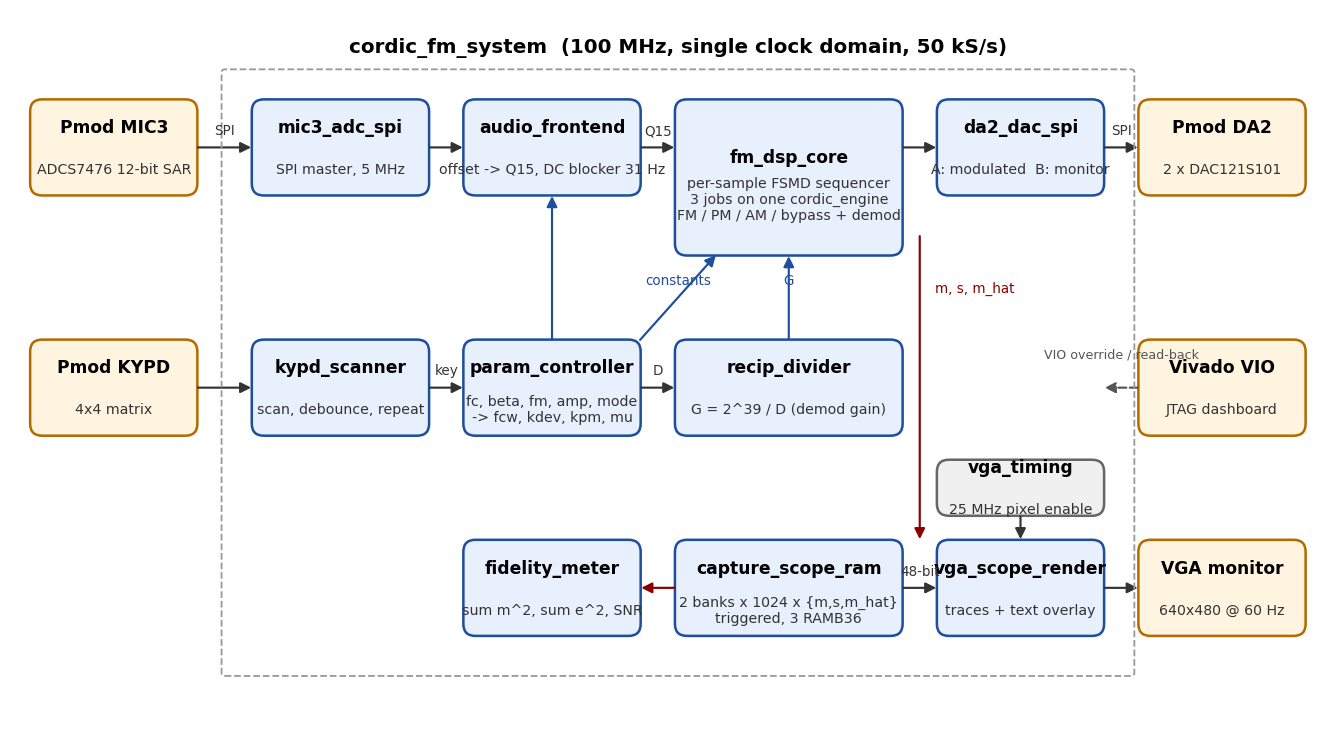 cordic_fm_system  (100 MHz, single clock domain, 50 kS/s)
Pmod MIC3
ADCS7476 12-bit SAR
SPI
mic3_adc_spi
SPI master, 5 MHz
audio_frontend
offset -> Q15, DC blocker 31 Hz
Q15
fm_dsp_core
per-sample FSMD sequencer
3 jobs on one cordic_engine
FM / PM / AM / bypass + demod
da2_dac_spi
A: modulated  B: monitor
SPI
Pmod DA2
2 x DAC121S101
constants
G
m, s, m_hat
Pmod KYPD
4x4 matrix
kypd_scanner
scan, debounce, repeat
key
param_controller
fc, beta, fm, amp, mode
-> fcw, kdev, kpm, mu
D
recip_divider
G = 2^39 / D (demod gain)
VIO override / read-back
Vivado VIO
JTAG dashboard
vga_timing
25 MHz pixel enable
fidelity_meter
sum m^2, sum e^2, SNR
capture_scope_ram
2 banks x 1024 x {m,s,m_hat}
triggered, 3 RAMB36
48-bit
vga_scope_render
traces + text overlay
VGA monitor
640x480 @ 60 Hz